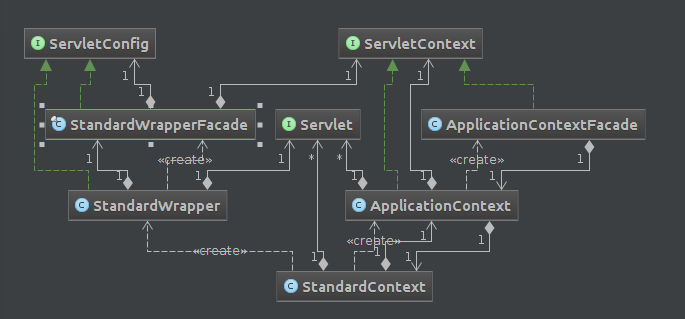 I ServletConfig
I ServletContext
1
1
1
1
1
1
C StandardWrapperFacade
I Servlet
C ApplicationContextFacade
1
«create»
1
*
*
«create»
1
1
1
1
1
1
C StandardWrapper
C ApplicationContext
«create»
«create»
1
1
1
1
1
C StandardContext